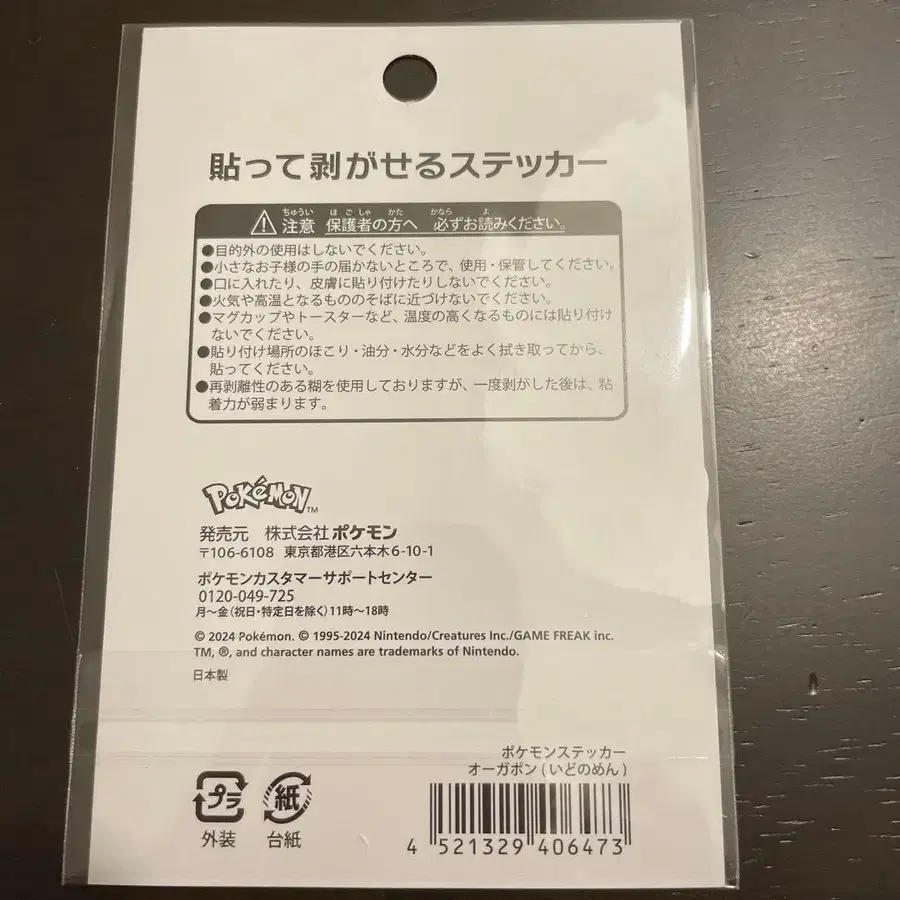 貼って剥がせるステッカー
ちゅうい ほごしゃ かた かなら よ
注意 保護者の方へ 必ずお読みください。
●目的外の使用はしないでください。
●小さなお子様の手の届かないところで、使用・保管してください。
●口に入れたり、皮膚に貼り付けたりしないでください。
●火気や高温となるもののそばに近づけないでください。
●マグカップやトースターなど、温度の高くなるものには貼り付け
ないでください。
●貼り付け場所のほこり・油分・水分などをよく拭き取ってから、
貼ってください。
●再剥離性のある糊を使用しておりますが、一度剥がした後は、粘
着力が弱まります。
POKéMON™
発売元 株式会社ポケモン
〒106-6108 東京都港区六本木6-10-1
ポケモンカスタマーサポートセンター
0120-049-725
月〜金(祝日・特定日を除く)11時〜18時
© 2024 Pokémon. © 1995-2024 Nintendo/Creatures Inc./GAME FREAK inc.
TM, ®, and character names are trademarks of Nintendo.
日本製
ポケモンステッカー
オーガポン(いどのめん)
プラ 紙
外装 台紙
4 521329 406473